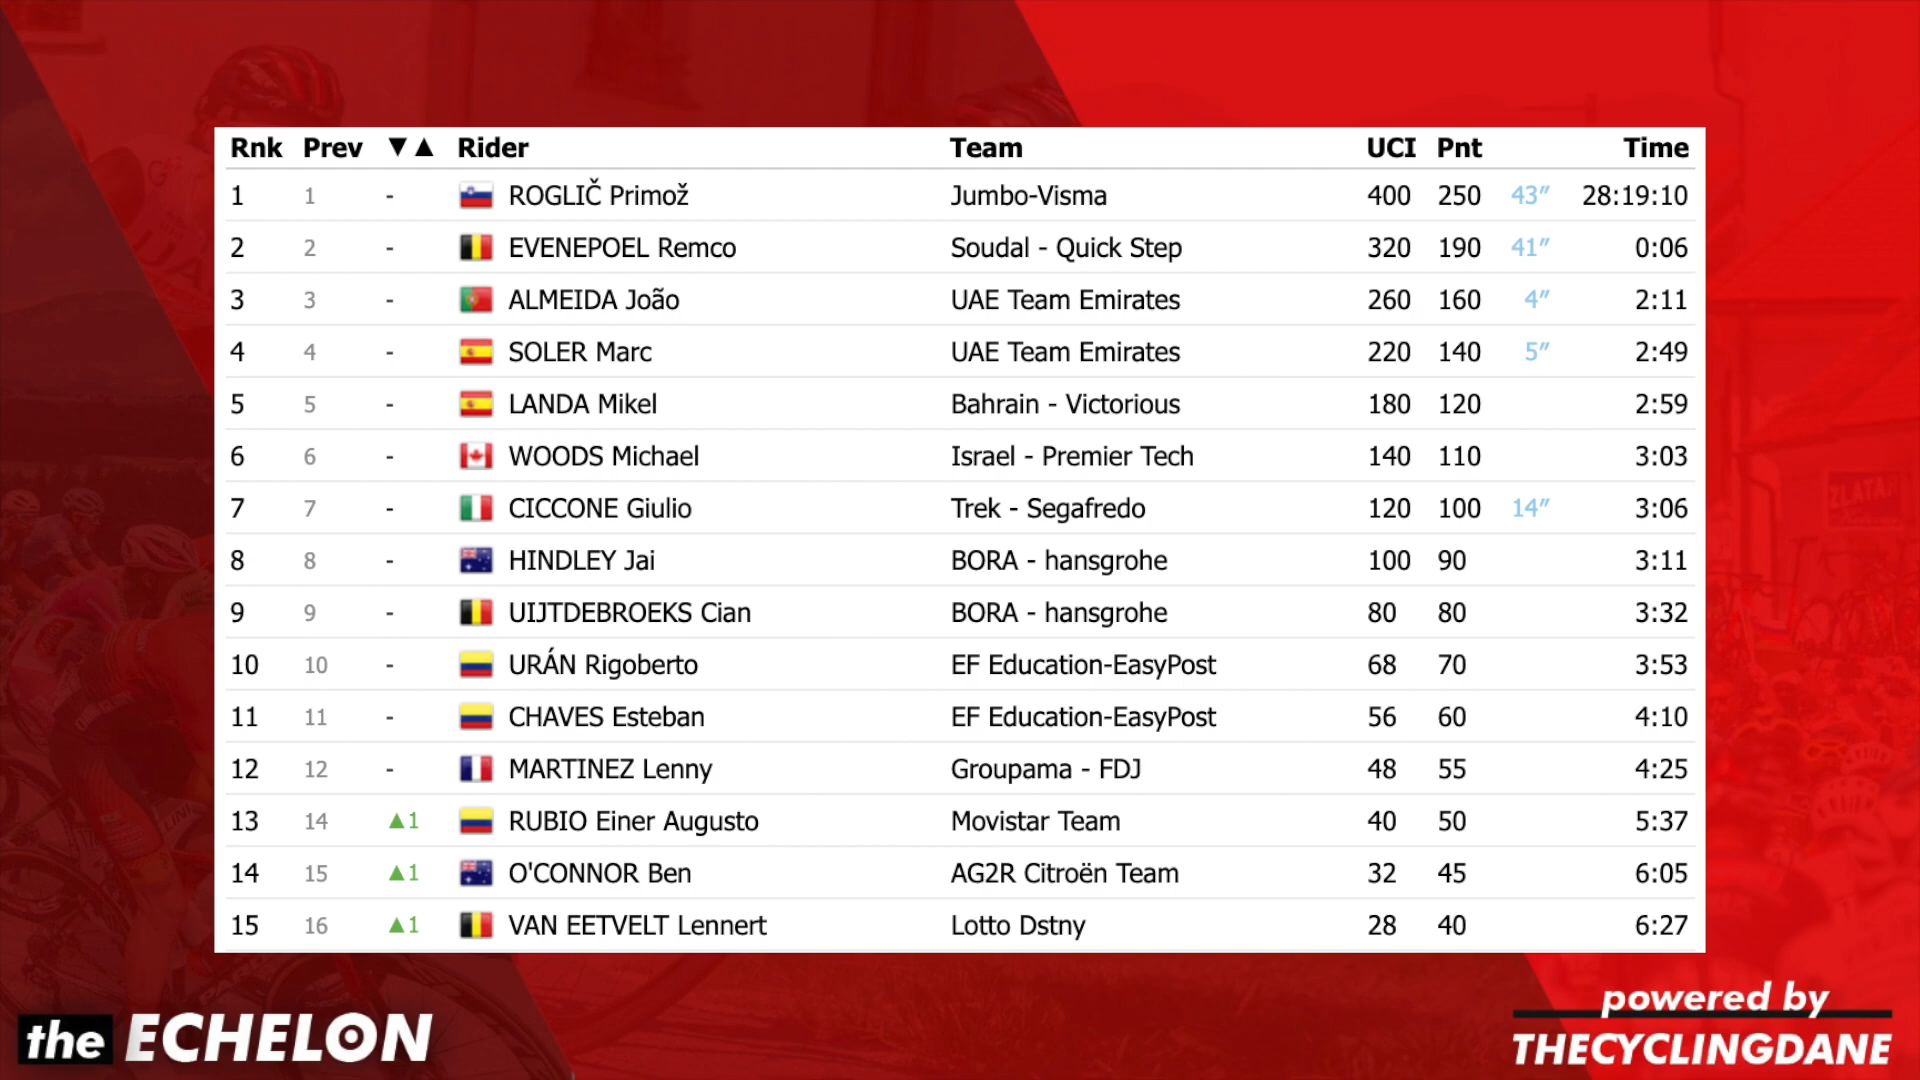 Rnk Prev ▼▲ Rider Team UCI Pnt Time
1 1 - ROGLIČ Primož Jumbo-Visma 400 250 43″ 28:19:10
2 2 - EVENEPOEL Remco Soudal - Quick Step 320 190 41″ 0:06
3 3 - ALMEIDA João UAE Team Emirates 260 160 4″ 2:11
4 4 - SOLER Marc UAE Team Emirates 220 140 5″ 2:49
5 5 - LANDA Mikel Bahrain - Victorious 180 120 2:59
6 6 - WOODS Michael Israel - Premier Tech 140 110 3:03
7 7 - CICCONE Giulio Trek - Segafredo 120 100 14″ 3:06
8 8 - HINDLEY Jai BORA - hansgrohe 100 90 3:11
9 9 - UIJTDEBROEKS Cian BORA - hansgrohe 80 80 3:32
10 10 - URÁN Rigoberto EF Education-EasyPost 68 70 3:53
11 11 - CHAVES Esteban EF Education-EasyPost 56 60 4:10
12 12 - MARTINEZ Lenny Groupama - FDJ 48 55 4:25
13 14 ▲1 RUBIO Einer Augusto Movistar Team 40 50 5:37
14 15 ▲1 O'CONNOR Ben AG2R Citroën Team 32 45 6:05
15 16 ▲1 VAN EETVELT Lennert Lotto Dstny 28 40 6:27
the ECHELON
powered by
THECYCLINGDANE